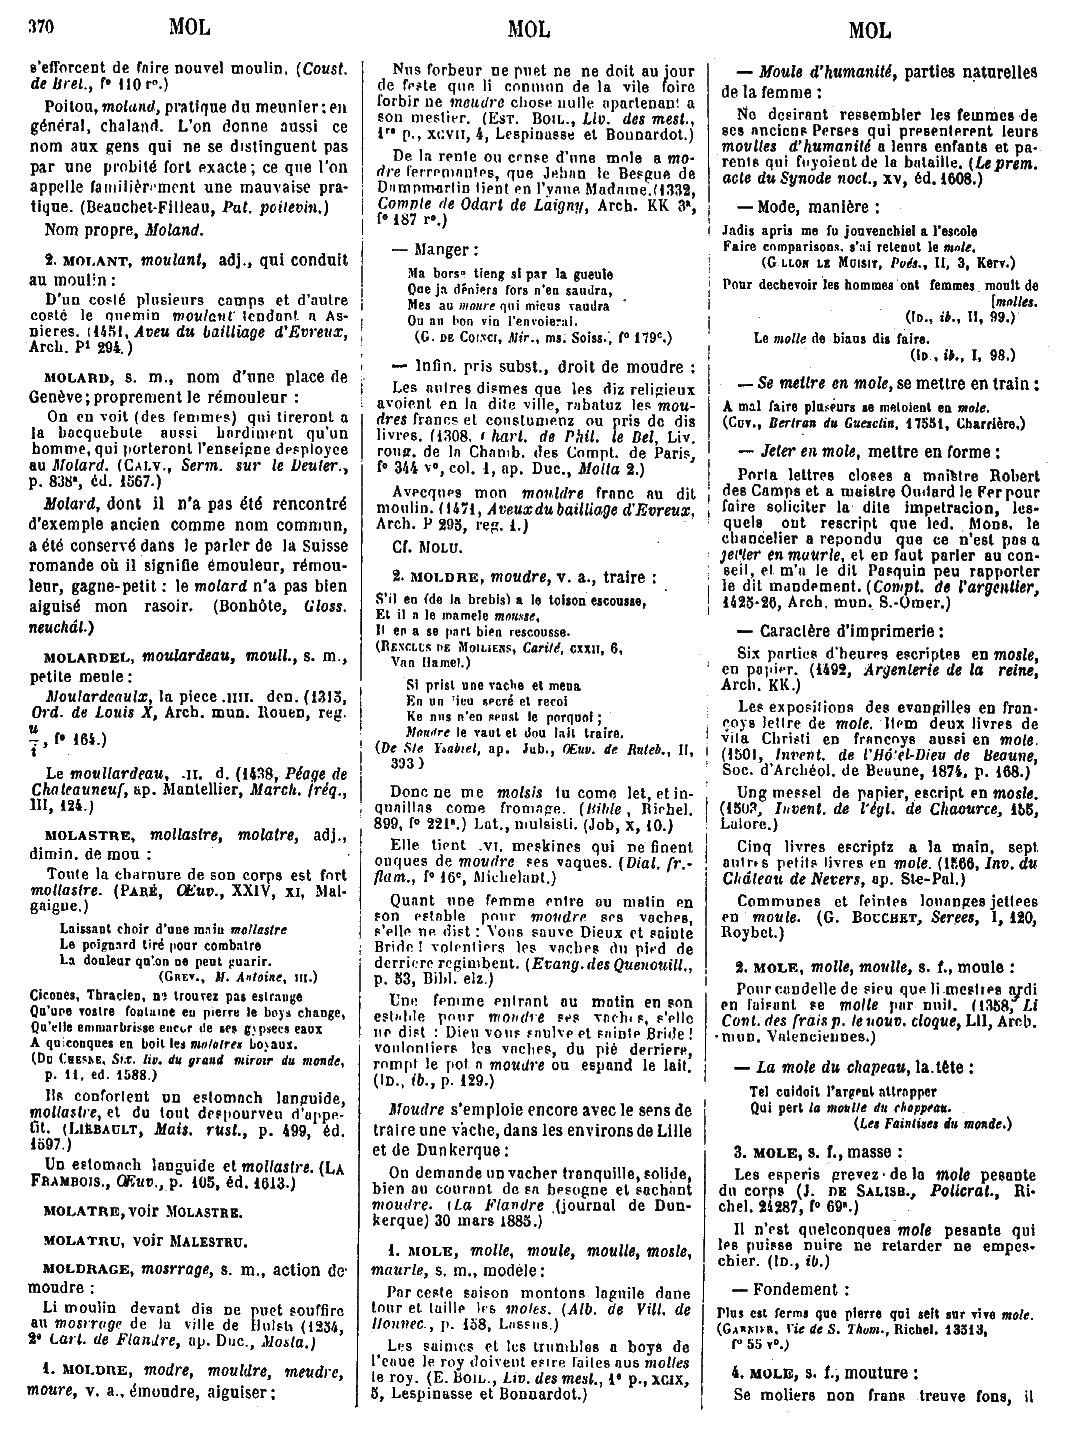 370 MOL MOL MOL
s'efforcent de faire nouvel moulin. (Coust.
de Bret., f° 110 r°.)
Poitou, moland, pratique du meunier; en
général, chaland. L'on donne aussi ce
nom aux gens qui ne se distinguent pas
par une probité fort exacte; ce que l'on
appelle familièrement une mauvaise pra-
tique. (Beauchet-Filleau, Pat. poitevin.)
Nom propre, Moland.
2. MOLANT, moulant, adj., qui conduit
au moulin :
D'un costé plusieurs camps et d'autre
costé le quemin moulant tendant a As-
nieres. (1451, Aveu du bailliage d'Evreux,
Arch. P¹ 294.)
MOLARD, s. m., nom d'une place de
Genève; proprement le rémouleur :
On en voit (des femmes) qui tireront a
la hacquebute aussi hardiment qu'un
homme, qui porteront l'enseigne desployee
au Molard. (CALV., Serm. sur le Deuter.,
p. 838ª, éd. 1567.)
Molard, dont il n'a pas été rencontré
d'exemple ancien comme nom commun,
a été conservé dans le parler de la Suisse
romande où il signifie émouleur, rémou-
leur, gagne-petit : le molard n'a pas bien
aiguisé mon rasoir. (Bonhôte, Gloss.
neuchâl.)
MOLARDEL, moulardeau, moull., s. m.,
petite meule :
Moulardeaulx, la piece .IIII. den. (1315,
Ord. de Louis X, Arch. mun. Rouen, reg.
u/i, f° 164.)
Le moullardeau, .II. d. (1438, Péage de
Chateauneuf, ap. Mantellier, March. fréq.,
III, 124.)
MOLASTRE, mollastre, molatre, adj.,
dimin. de mou :
Toute la charnure de son corps est fort
mollastre. (PARÉ, Œuv., XXIV, XI, Mal-
gaigne.)
Laissant choir d'une main mollastre
Le poignard tiré pour combatre
La douleur qu'on ne peut guarir.
(GREV., M. Antoine, III.)
Cicones, Thracien, ne trouvez pas estrange
Qu'une vostre fontaine en pierre le boys change,
Qu'elle emmarbrisse encor de ses gypsecs eaux
A quiconques en boit les molatres boyaux.
(DU CHESNE, Six. liv. du grand miroir du monde,
p. 11, ed. 1588.)
Ils confortent un estomach languide,
mollastre, et du tout despourveu d'appe-
tit. (LIÉBAULT, Mais. rust., p. 499, éd.
1597.)
Un estomach languide et mollastre. (LA
FRAMBOIS., Œuv., p. 105, éd. 1613.)
MOLATRE, voir MOLASTRE.
MOLATRU, voir MALESTRU.
MOLDRAGE, mosrrage, s. m., action de
moudre :
Li moulin devant dis ne puet souffire
au mosrrage de la ville de Hulst (1234,
2e Cart. de Flandre, ap. Duc., Mosta.)
1. MOLDRE, modre, mouldre, meudre,
moure, v. a., émoudre, aiguiser :
Nus forbeur ne puet ne ne doit au jour
de feste que li conmun de la vile foire
forbir ne meudre chose nulle apartenant a
son mestier. (EST. BOIL., Liv. des mest.,
1re p., XCVII, 4, Lespinasse et Bonnardot.)
De la rente ou cense d'une mole a mo-
dre ferremantes, que Jehan le Besgue de
Dampmartin tient en l'yaue Madame. (1332,
Compte de Odart de Laigny, Arch. KK 3ª,
f° 187 r°.)
— Manger :
Ma borse tieng si par la gueule
Que ja deniers fors n'en saudra,
Mes au moure qui mieus vaudra
Ou au bon vin l'envoierai.
(G. DE COINCI, Mir., ms. Soiss., f° 179c.)
— Infin. pris subst., droit de moudre :
Les autres dismes que les diz religieux
avoient en la dite ville, rabatuz les mou-
dres francs et constumenz ou pris de dis
livres. (1308, Chart. de Phil. le Bel, Liv.
roug. de la Chamb. des Compt. de Paris,
f° 344 v°, col. 1, ap. Duc., Molta 2.)
Avecques mon mouldre franc au dit
moulin. (1471, Aveux du bailliage d'Evreux,
Arch. P 295, reg. 1.)
Cf. MOLU.
2. MOLDRE, moudre, v. a., traire :
S'il en (de la brebis) a le toison escousse,
Et il a le mamele mousse,
Il en a se part bien rescousse.
(RENCLUS DE MOILIENS, Carité, CXXII, 6,
Van Hamel.)
Si prist une vache et mena
En un lieu secré et recoi
Ke nus n'en seust le porquoi ;
Moudre le vaut et dou lait traire.
(De Ste Ysabiel, ap. Jub., Œuv. de Ruteb., II,
393)
Donc ne me molsis tu come let, et in-
quaillas come fromage. (Bible, Richel.
899, f° 221ª.) Lat., mulsisti. (Job, X, 10.)
Elle tient .VI. meskines qui ne finent
onques de moudre ses vaques. (Dial. fr.-
flam., f° 16c, Michelant.)
Quant une femme entre au matin en
son estable pour moudre ses vaches,
s'elle ne dist : Vous sauve Dieux et sainte
Bride ! volentiers les vaches du pied de
derriere regimbent. (Evang. des Quenouill.,
p. 53, Bibl. elz.)
Une femme entrant au matin en son
estable pour moudre ses vaches, s'elle
ne dist : Dieu vous saulve et sainte Bride !
voulontiers les vaches, du pié derriere,
rompt le pot a moudre ou espand le lait.
(ID., ib., p. 129.)
Moudre s'emploie encore avec le sens de
traire une vache, dans les environs de Lille
et de Dunkerque :
On demande un vacher tranquille, solide,
bien au courant de sa besogne et sachant
moudre. (La Flandre (journal de Dun-
kerque) 30 mars 1885.)
1. MOLE, molle, moule, moulle, mosle,
maurle, s. m., modèle :
Par ceste raison montons laguile dane
tour et taille les moles. (Alb. de Vill. de
Honnec., p. 158, Lassus.)
Les saimes et les trumbles a boys de
l'eaue le roy doivent estre faites aus molles
le roy. (E. BOIL., Liv. des mest., 1e p., XCIX,
5, Lespinasse et Bonnardot.)
— Moule d'humanité, parties naturelles
de la femme :
Ne desirant ressembler les femmes de
ses anciens Perses qui presenterent leurs
moulles d'humanité a leurs enfants et pa-
rents qui fuyoient de la bataille. (Le prem.
acte du Synode noct., XV, éd. 1608.)
— Mode, manière :
Jadis apris me fu jouvenchiel a l'escole
Faire comparisons, s'ai retenut le mole.
(GILLON LE MUISIT, Poés., II, 3, Kerv.)
Pour dechevoir les hommes ont femmes moult de
[molles.
(ID., ib., II, 99.)
Le molle de biaus dis faire.
(ID., ib., I, 98.)
— Se mettre en mole, se mettre en train :
A mal faire pluseurs se metoient en mole.
(CUV., Bertran du Guesclin, 17551, Charrière.)
— Jeter en mole, mettre en forme :
Porta lettres closes a maistre Robert
des Camps et a maistre Oudard le Fer pour
faire soliciter la dite impetracion, les-
quels ont rescript que led. Mons. le
chancelier a repondu que ce n'est pas a
jetter en maurle, et en faut parler au con-
seil, et m'a le dit Pasquin peu rapporter
le dit mandement. (Compt. de l'argentier,
1425-26, Arch. mun. S.-Omer.)
— Caractère d'imprimerie :
Six parties d'heures escriptes en mosle,
en papier. (1492, Argenterie de la reine,
Arch. KK.)
Les expositions des evangilles en fran-
çoys lettre de mole. Item deux livres de
vita Christi en françoys aussi en mole.
(1501, Invent. de l'Hôtel-Dieu de Beaune,
Soc. d'Archéol. de Beaune, 1874, p. 168.)
Ung messel de papier, escript en mosle.
(1503, Invent. de l'égl. de Chaource, 155,
Lalore.)
Cinq livres escriptz a la main, sept
autres petits livres en mole. (1566, Inv. du
Château de Nevers, ap. Ste-Pal.)
Communes et feintes louanges jettees
en moule. (G. BOUCHET, Serees, I, 120,
Roybet.)
2. MOLE, molle, moulle, s. f., moule :
Pour candelle de sieu que li mestres ardi
en faisant se molle par nuit. (1358, Li
Cont. des frais p. le nouv. cloque, LII, Arch.
mun. Valenciennes.)
— La mole du chapeau, la tête :
Tel cuidoit l'argent attrapper
Qui pert la moulle du chappeau.
(Les Faintises du monde.)
3. MOLE, s. f., masse :
Les esperis grevez de la mole pesante
du corps (J. DE SALISB., Policrat., Ri-
chel. 24287, f° 69ª.)
Il n'est quelconques mole pesante qui
les puisse nuire ne retarder ne empes-
chier. (ID., ib.)
— Fondement :
Plus est ferms que pierre qui seit sur vive mole.
(GARNIER, Vie de S. Thom., Richel. 13513,
f° 55 v°.)
4. MOLE, s. f., mouture :
Se moliers non frans treuve fons, il